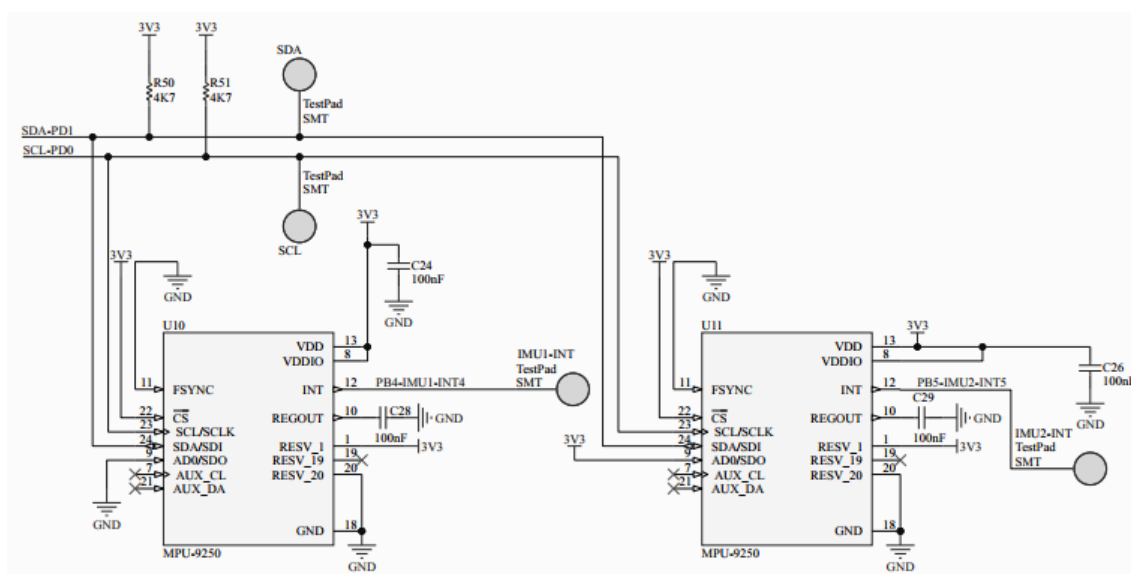 3V3
3V3
SDA
R50
4K7
R51
4K7
TestPad
SMT
SDA-PD1
SCL-PD0
TestPad
SMT
SCL
3V3
3V3
C24
100nF
GND
GND
U10
VDD 13
VDDIO 8
11 FSYNC
INT 12
PB4-IMU1-INT4
IMU1-INT
TestPad
SMT
22 CS
REGOUT 10
C28
100nF
GND
23 SCL/SCLK
24 SDA/SDI
RESV_1 1
3V3
9 AD0/SDO
RESV_19 19
7 AUX_CL
RESV_20 20
21 AUX_DA
GND
GND 18
GND
MPU-9250
3V3
GND
U11
3V3
VDD 13
VDDIO 8
C26
100nF
GND
11 FSYNC
INT 12
PB5-IMU2-INT5
22 CS
REGOUT 10
C29
100nF
GND
23 SCL/SCLK
24 SDA/SDI
RESV_1 1
3V3
3V3
9 AD0/SDO
RESV_19 19
7 AUX_CL
RESV_20 20
21 AUX_DA
IMU2-INT
TestPad
SMT
GND 18
GND
MPU-9250